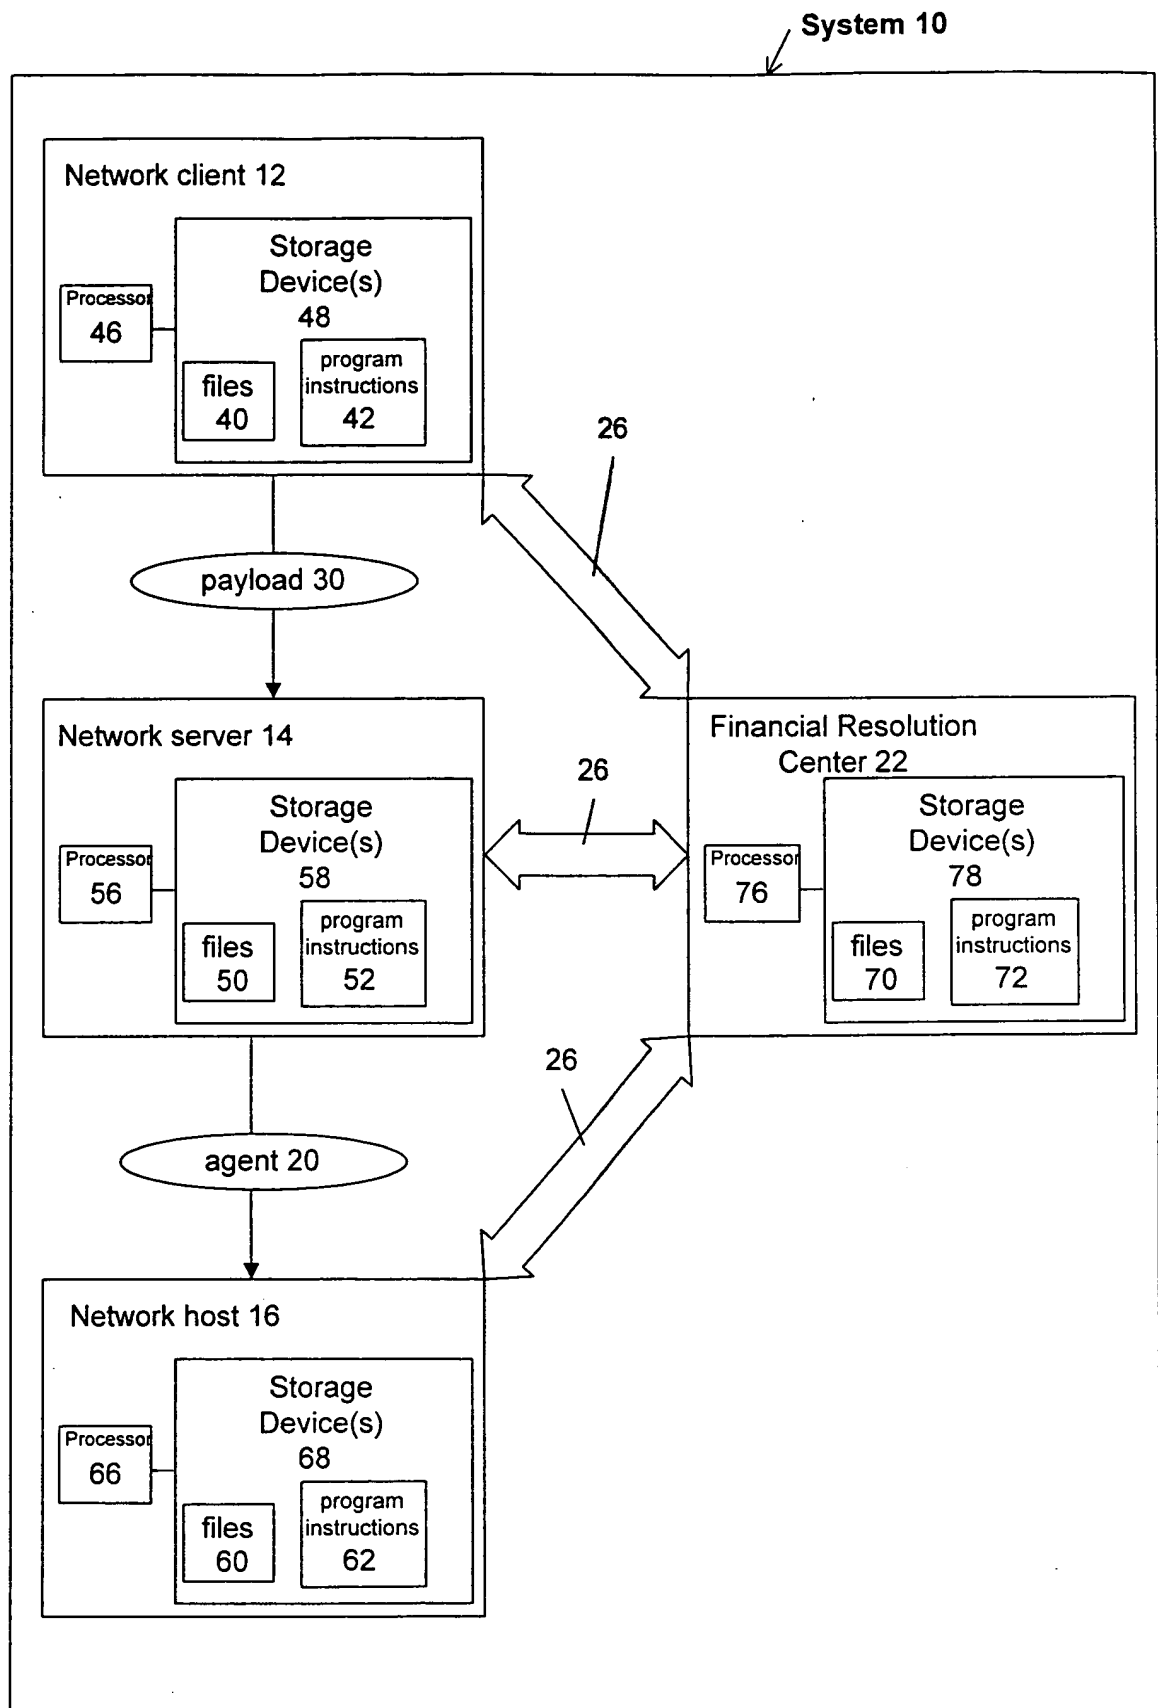 System 10
Network client 12
Storage
Device(s)
48
Processor
46
files
40
program
instructions
42
26
payload 30
Network server 14
Storage
Device(s)
58
Processor
56
files
50
program
instructions
52
26
Financial Resolution
Center 22
Storage
Device(s)
78
Processor
76
files
70
program
instructions
72
26
agent 20
Network host 16
Storage
Device(s)
68
Processor
66
files
60
program
instructions
62